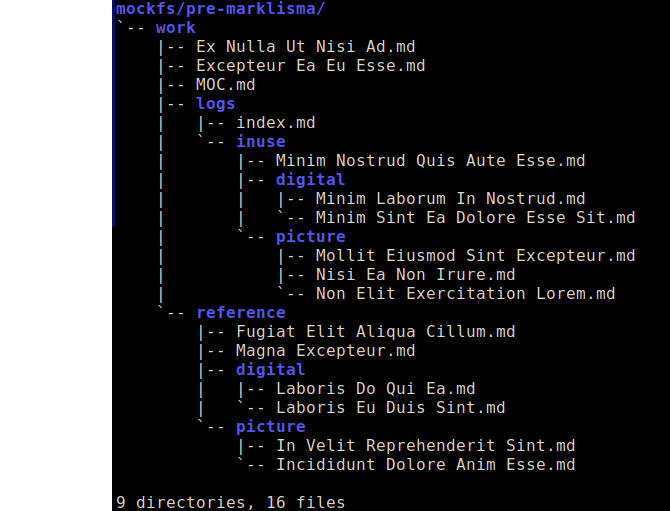 mockfs/pre-marklisma/
`-- work
    |-- Ex Nulla Ut Nisi Ad.md
    |-- Excepteur Ea Eu Esse.md
    |-- MOC.md
    |-- logs
    |   |-- index.md
    |   `-- inuse
    |       |-- Minim Nostrud Quis Aute Esse.md
    |       |-- digital
    |       |   |-- Minim Laborum In Nostrud.md
    |       |   `-- Minim Sint Ea Dolore Esse Sit.md
    |       `-- picture
    |           |-- Mollit Eiusmod Sint Excepteur.md
    |           |-- Nisi Ea Non Irure.md
    |           `-- Non Elit Exercitation Lorem.md
    `-- reference
        |-- Fugiat Elit Aliqua Cillum.md
        |-- Magna Excepteur.md
        |-- digital
        |   |-- Laboris Do Qui Ea.md
        |   `-- Laboris Eu Duis Sint.md
        `-- picture
            |-- In Velit Reprehenderit Sint.md
            `-- Incididunt Dolore Anim Esse.md

9 directories, 16 files